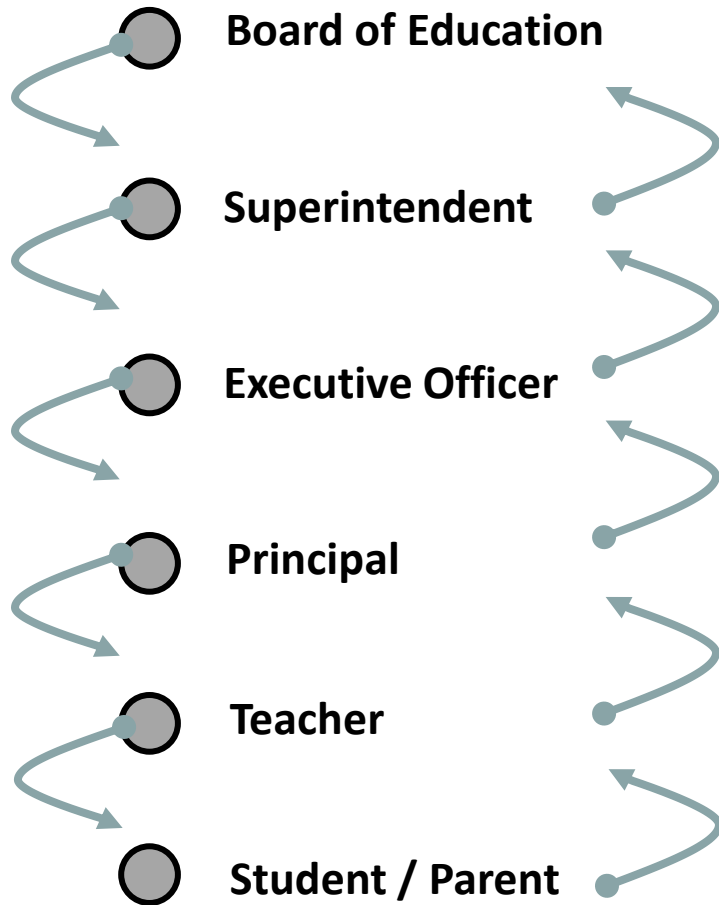 Board of Education
Superintendent
Executive Officer
Principal
Teacher
Student / Parent